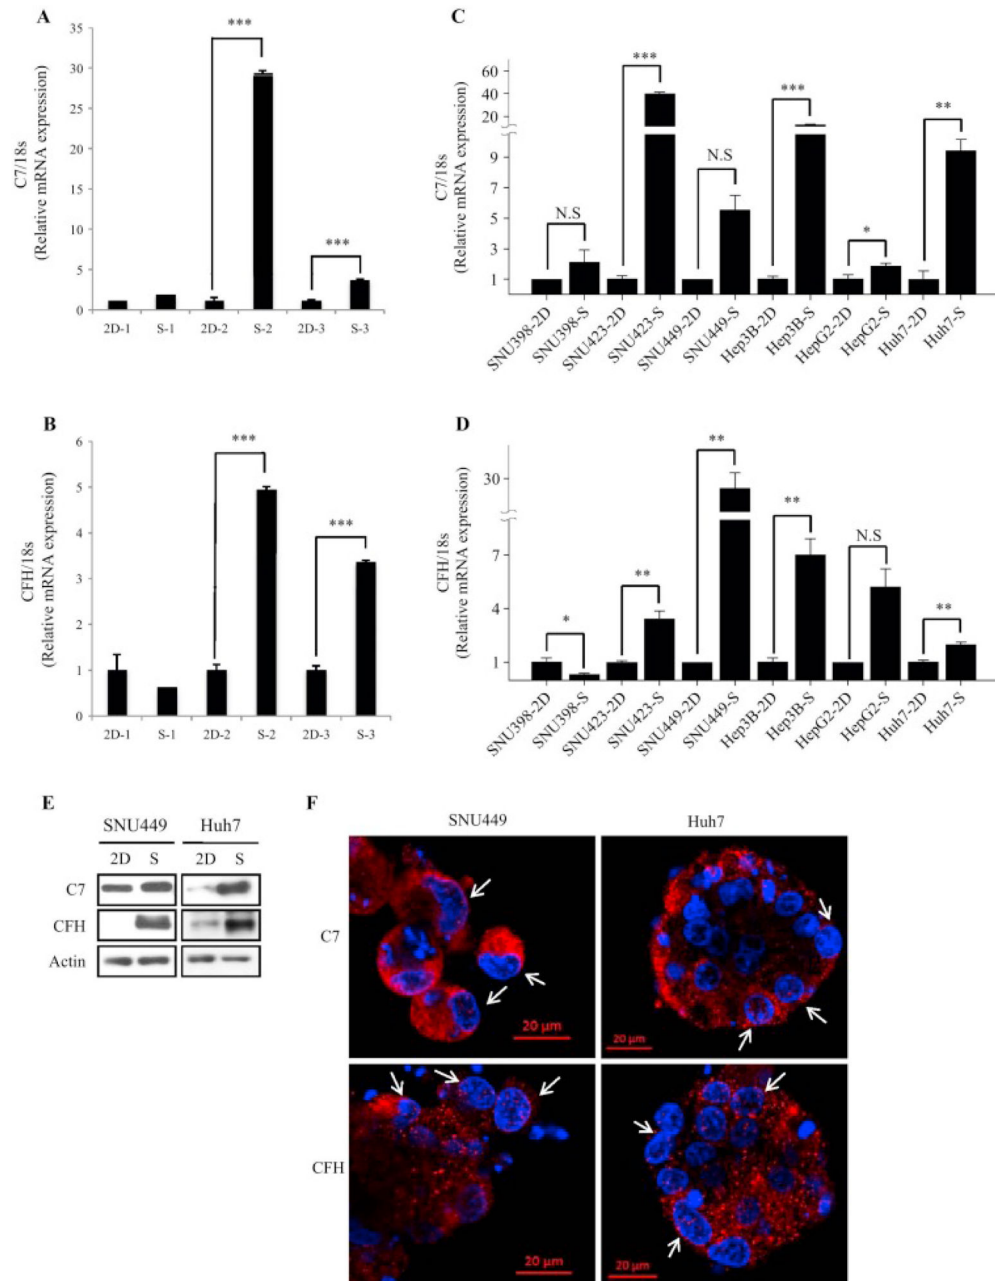 A
C7/18s
(Relative mRNA expression)
35
30
25
20
15
10
5
0
***
***
2D-1 S-1 2D-2 S-2 2D-3 S-3
C
C7/18s
(Relative mRNA expression)
60
40
20
9
7
5
3
1
N.S
***
N.S
***
*
**
SNU398-2D
SNU398-S
SNU423-2D
SNU423-S
SNU449-2D
SNU449-S
Hep3B-2D
Hep3B-S
HepG2-2D
HepG2-S
Huh7-2D
Huh7-S
B
CFH/18s
(Relative mRNA expression)
6
5
4
3
2
1
0
***
***
2D-1 S-1 2D-2 S-2 2D-3 S-3
D
CFH/18s
(Relative mRNA expression)
30
7
4
1
*
**
**
**
N.S
**
SNU398-2D
SNU398-S
SNU423-2D
SNU423-S
SNU449-2D
SNU449-S
Hep3B-2D
Hep3B-S
HepG2-2D
HepG2-S
Huh7-2D
Huh7-S
E
SNU449 Huh7
2D S 2D S
C7
CFH
Actin
F
SNU449 Huh7
C7
20 μm
20 μm
CFH
20 μm
20 μm